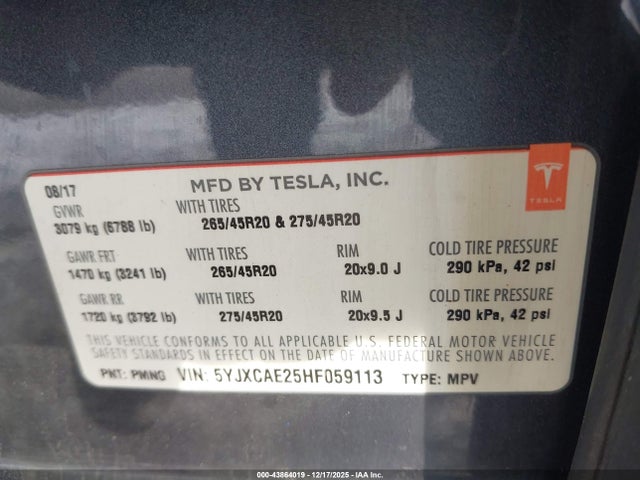 08/17 MFD BY TESLA, INC.
TESLA
GVWR WITH TIRES
3079 kg (6788 lb) 265/45R20 & 275/45R20
GAWR FRT WITH TIRES RIM COLD TIRE PRESSURE
1470 kg (3241 lb) 265/45R20 20x9.0 J 290 kPa, 42 psi
GAWR RR WITH TIRES RIM COLD TIRE PRESSURE
1720 kg (3792 lb) 275/45R20 20x9.5 J 290 kPa, 42 psi
THIS VEHICLE CONFORMS TO ALL APPLICABLE U.S. FEDERAL MOTOR VEHICLE
SAFETY STANDARDS IN EFFECT ON THE DATE OF MANUFACTURE SHOWN ABOVE.
PNT: PMNG VIN: 5YJXCAE25HF059113 TYPE: MPV
000-43864019 - 12/17/2025 - IAA Inc.